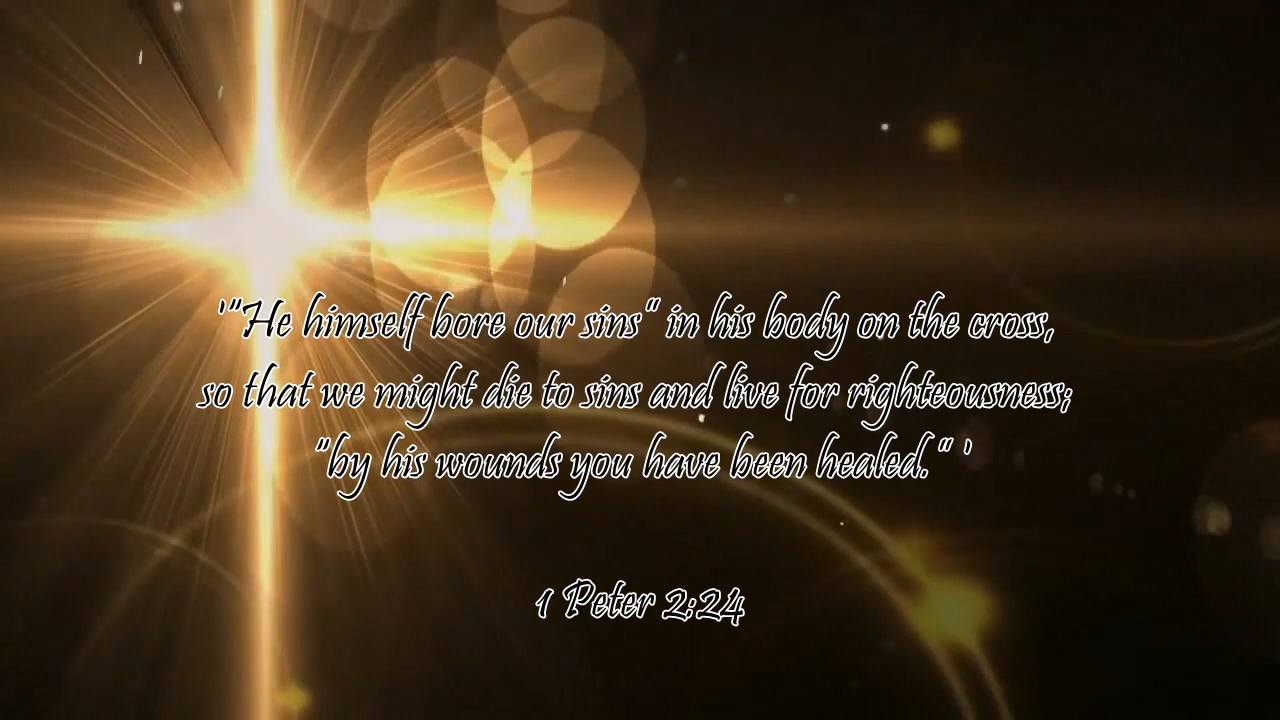 '"He himself bore our sins" in his body on the cross,
so that we might die to sins and live for righteousness;
"by his wounds you have been healed." '
1 Peter 2:24